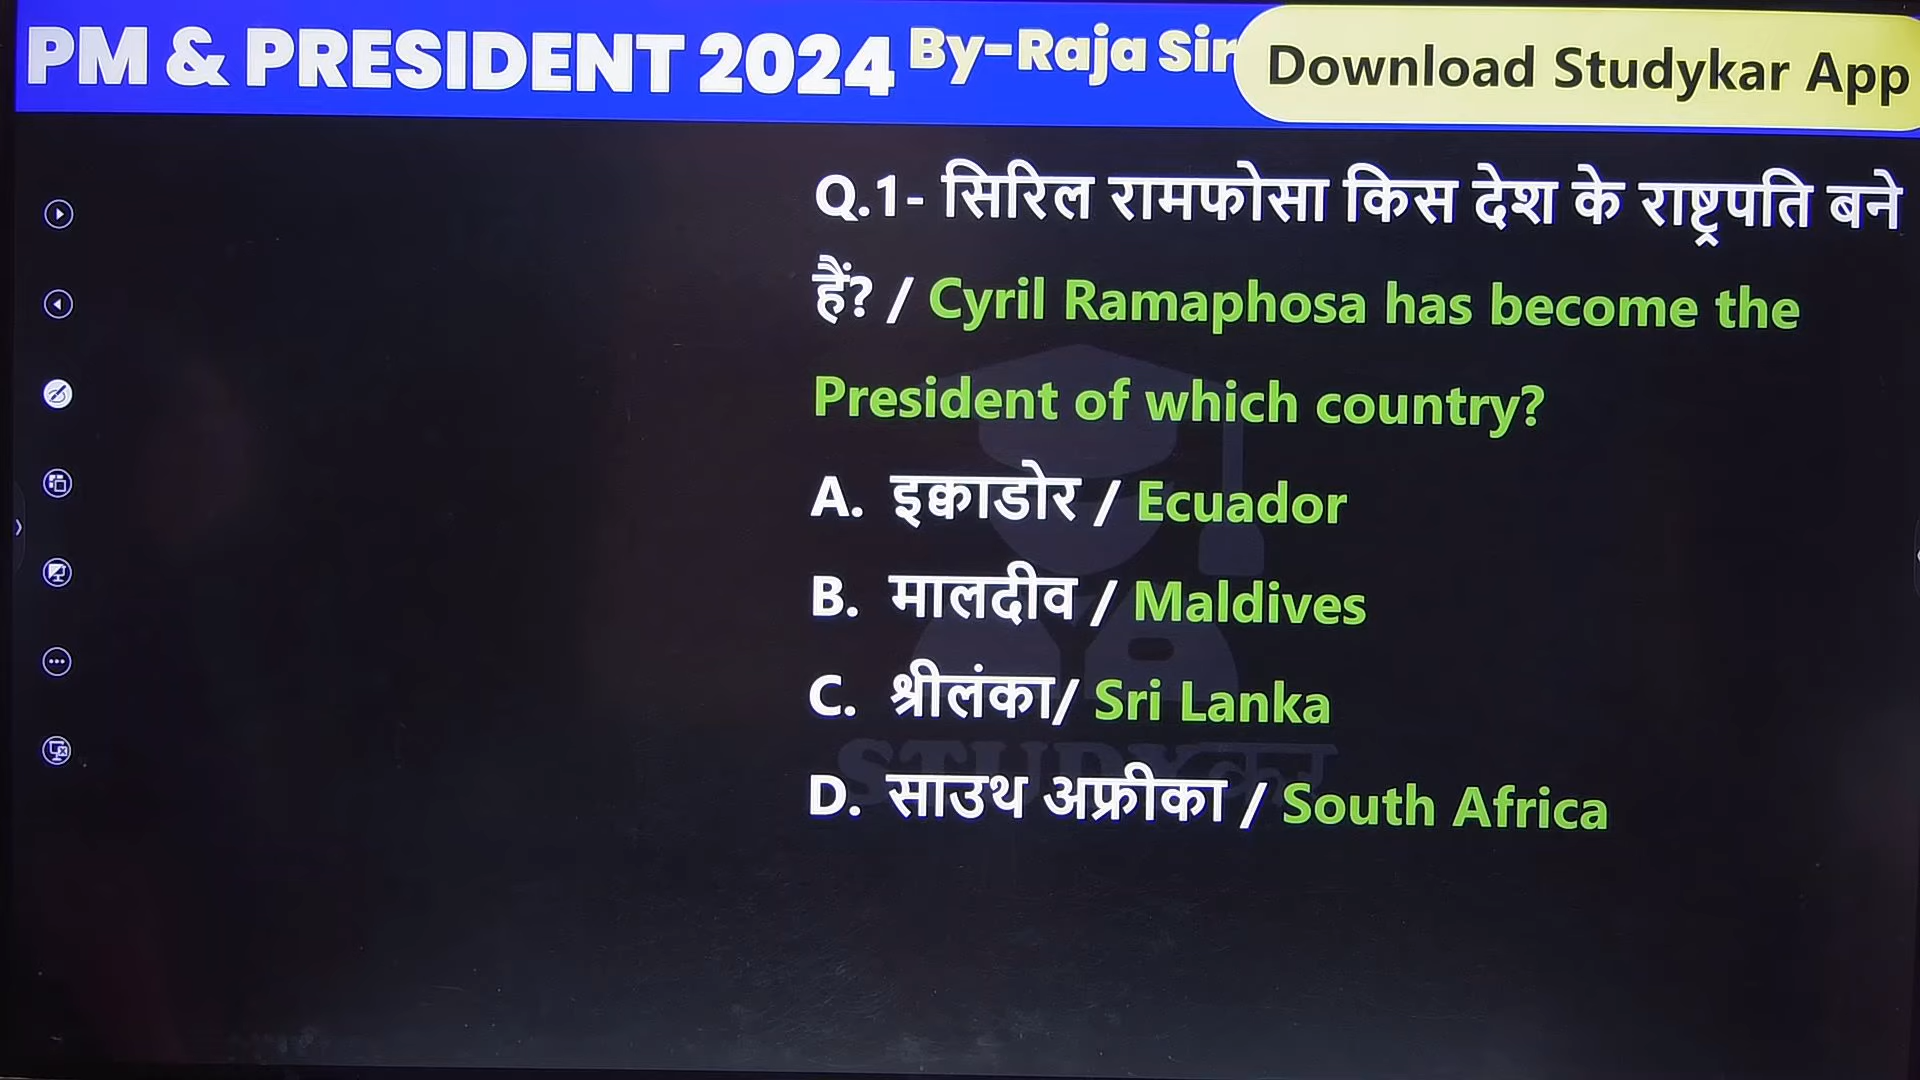 PM & PRESIDENT 2024 By-Raja Sir Download Studykar App
Q.1- सिरिल रामफोसा किस देश के राष्ट्रपति बने
हैं? / Cyril Ramaphosa has become the
President of which country?
A. इक्वाडोर / Ecuador
B. मालदीव / Maldives
C. श्रीलंका/ Sri Lanka
D. साउथ अफ्रीका / South Africa
STUDYकर